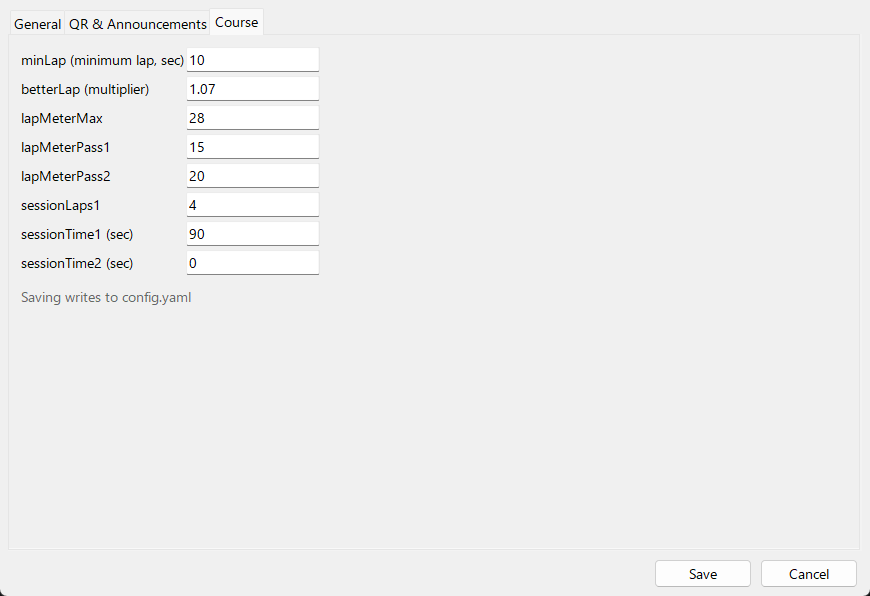 General QR & Announcements Course
minLap (minimum lap, sec) 10
betterLap (multiplier) 1.07
lapMeterMax 28
lapMeterPass1 15
lapMeterPass2 20
sessionLaps1 4
sessionTime1 (sec) 90
sessionTime2 (sec) 0
Saving writes to config.yaml
Save Cancel